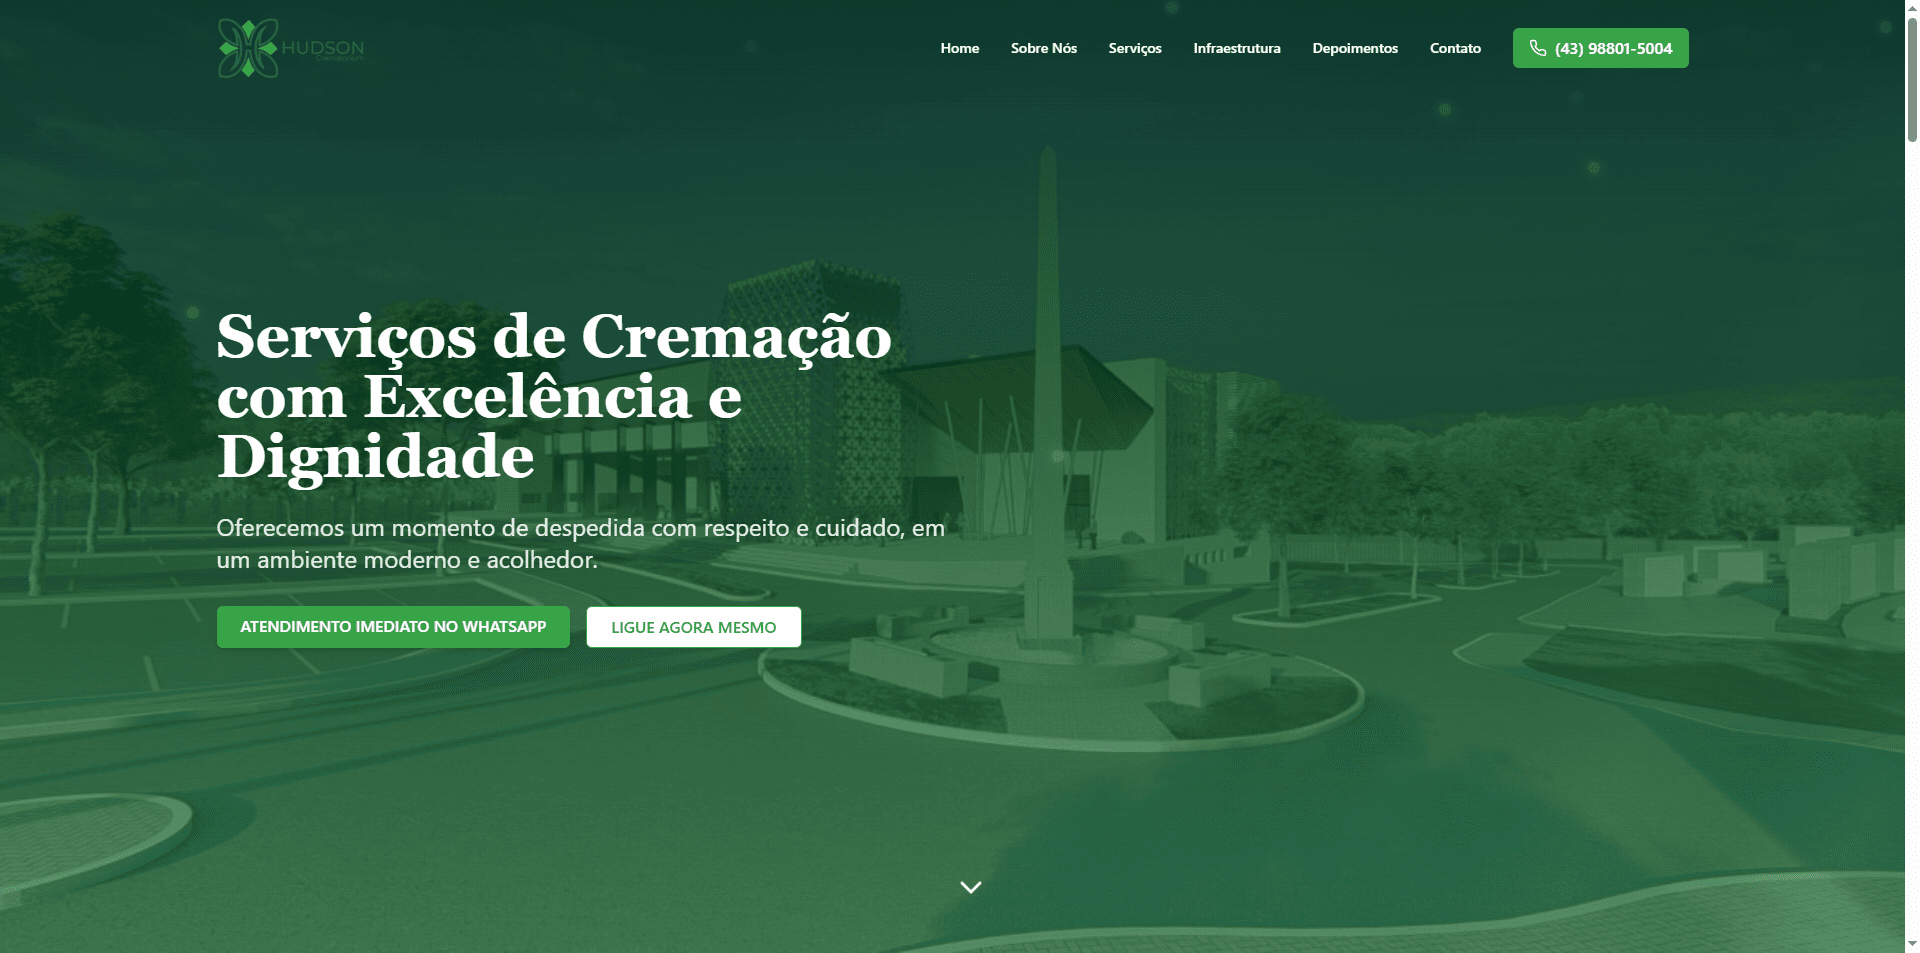 HUDSON
Crematorium
Home
Sobre Nós
Serviços
Infraestrutura
Depoimentos
Contato
(43) 98801-5004
Serviços de Cremação
com Excelência e
Dignidade
Oferecemos um momento de despedida com respeito e cuidado, em
um ambiente moderno e acolhedor.
ATENDIMENTO IMEDIATO NO WHATSAPP
LIGUE AGORA MESMO